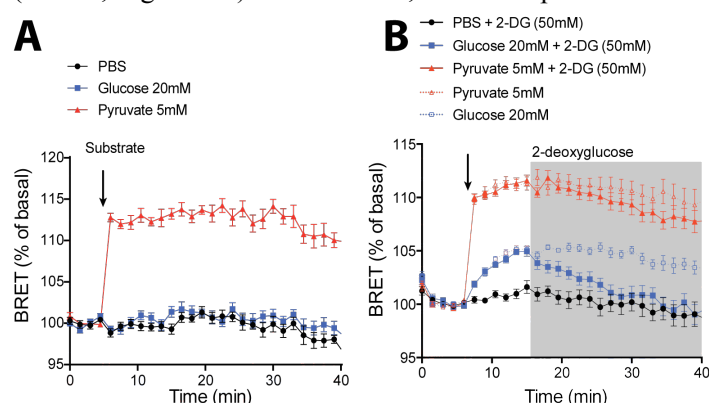 A
PBS
Glucose 20mM
Pyruvate 5mM
Substrate
120
115
110
105
100
95
BRET (% of basal)
0
10
20
30
40
Time (min)
B
PBS + 2-DG (50mM)
Glucose 20mM + 2-DG (50mM)
Pyruvate 5mM + 2-DG (50mM)
Pyruvate 5mM
Glucose 20mM
2-deoxyglucose
115
110
105
100
95
BRET (% of basal)
0
10
20
30
40
Time (min)